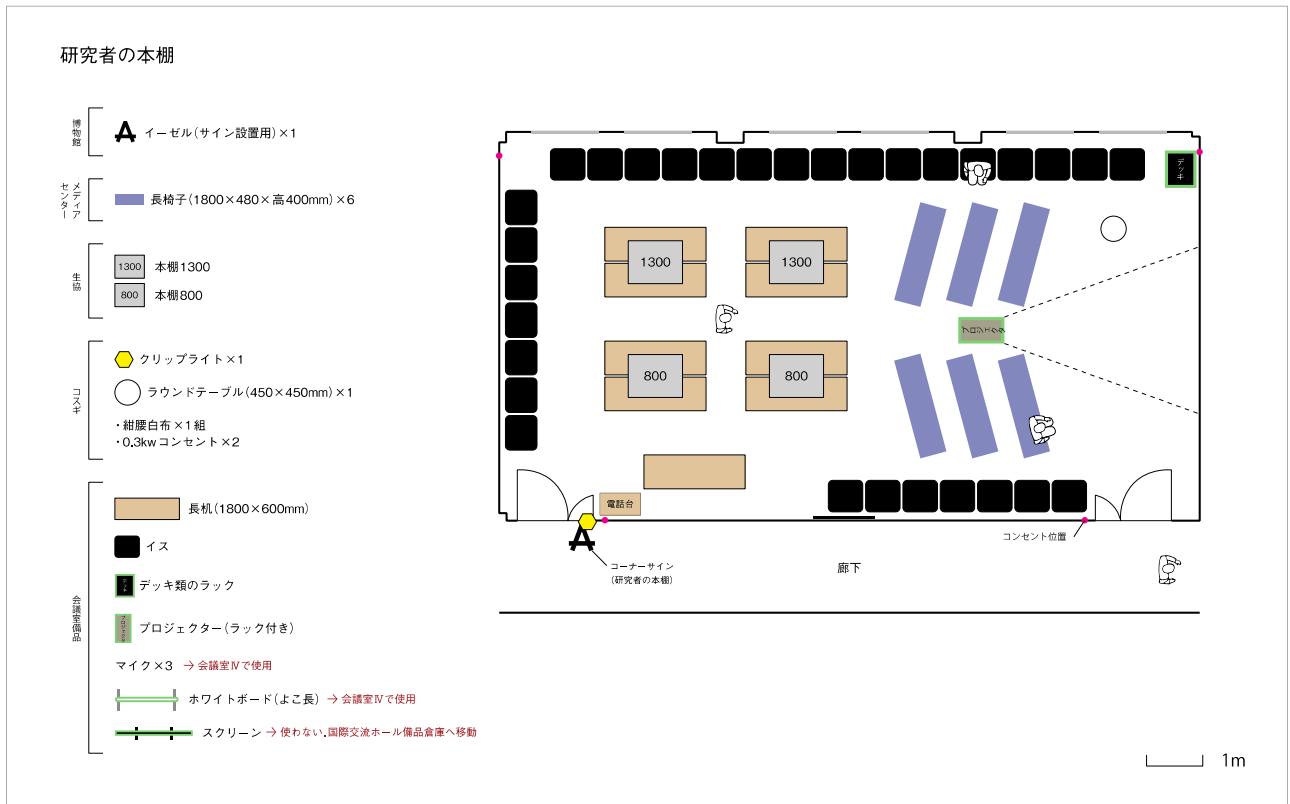 研究者の本棚
博物館
イーゼル(サイン設置用)×1
メディアセンター
長椅子(1800×480×高400mm)×6
生協
1300 本棚1300
800 本棚800
コスギ
クリップライト×1
ラウンドテーブル(450×450mm)×1
・紺腰白布×1組
・0.3kwコンセント×2
会議室備品
長机(1800×600mm)
イス
デッキ デッキ類のラック
プロジェクタ プロジェクター(ラック付き)
マイク×3 → 会議室Ⅳで使用
ホワイトボード(よこ長) → 会議室Ⅳで使用
スクリーン → 使わない.国際交流ホール備品倉庫へ移動
デッキ
1300
1300
プロジェクタ
800
800
電話台
コンセント位置
コーナーサイン
(研究者の本棚)
廊下
1m